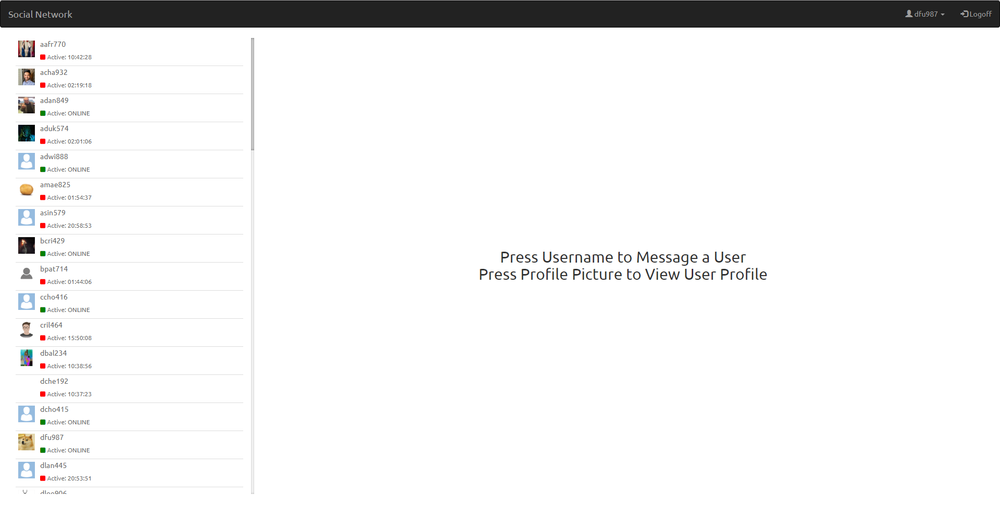 Social Network
dfu987
Logoff
aafr770
Active: 10:42:28
acha932
Active: 02:19:18
adan849
Active: ONLINE
aduk574
Active: 02:01:06
adwi888
Active: ONLINE
amae825
Active: 01:54:37
asin579
Active: 20:58:53
bcri429
Active: ONLINE
bpat714
Active: 01:44:06
ccho416
Active: ONLINE
cril464
Active: 15:50:08
dbal234
Active: 10:38:56
dche192
Active: 10:37:23
dcho415
Active: ONLINE
dfu987
Active: ONLINE
dlan445
Active: 20:53:51
Press Username to Message a User
Press Profile Picture to View User Profile